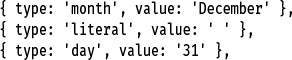 { type: 'month', value: 'December' },
{ type: 'literal', value: ' ' },
{ type: 'day', value: '31' },